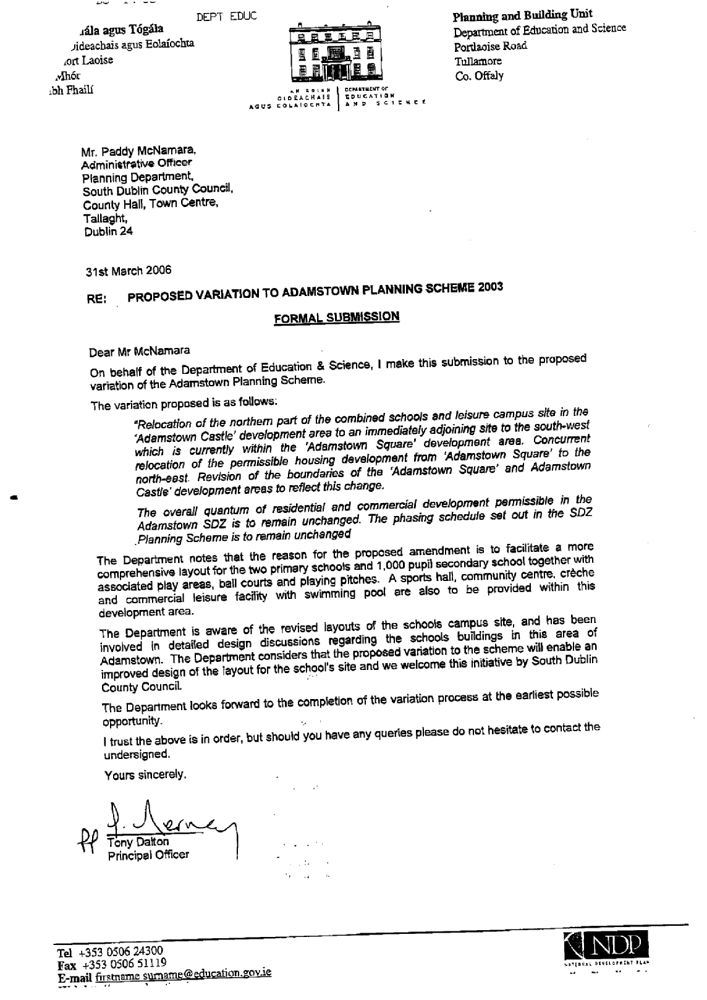 DEPT EDUC
agus Tógála
agus Eolaíochta
Laoise
Mhór
Fhailí
AN ROINN
OIDEACHAIS
AGUS EOLAÍOCHTA
DEPARTMENT OF
EDUCATION
AND SCIENCE
Planning and Building Unit
Department of Education and Science
Portlaoise Road
Tullamore
Co. Offaly
Mr. Paddy McNamara,
Administrative Officer
Planning Department,
South Dublin County Council,
County Hall, Town Centre,
Tallaght,
Dublin 24
31st March 2006
RE: PROPOSED VARIATION TO ADAMSTOWN PLANNING SCHEME 2003
FORMAL SUBMISSION
Dear Mr McNamara
On behalf of the Department of Education & Science, I make this submission to the proposed
variation of the Adamstown Planning Scheme.
The variation proposed is as follows:
"Relocation of the northern part of the combined schools and leisure campus site in the
'Adamstown Castle' development area to an immediately adjoining site to the south-west
which is currently within the 'Adamstown Square' development area. Concurrent
relocation of the permissible housing development from 'Adamstown Square' to the
north-east. Revision of the boundaries of the 'Adamstown Square' and Adamstown
Castle' development areas to reflect this change.
The overall quantum of residential and commercial development permissible in the
Adamstown SDZ is to remain unchanged. The phasing schedule set out in the SDZ
Planning Scheme is to remain unchanged
The Department notes that the reason for the proposed amendment is to facilitate a more
comprehensive layout for the two primary schools and 1,000 pupil secondary school together with
associated play areas, ball courts and playing pitches. A sports hall, community centre, crèche
and commercial leisure facility with swimming pool are also to be provided within this
development area.
The Department is aware of the revised layouts of the schools campus site, and has been
involved in detailed design discussions regarding the schools buildings in this area of
Adamstown. The Department considers that the proposed variation to the scheme will enable an
improved design of the layout for the school's site and we welcome this initiative by South Dublin
County Council.
The Department looks forward to the completion of the variation process at the earliest possible
opportunity.
I trust the above is in order, but should you have any queries please do not hesitate to contact the
undersigned.
Yours sincerely,
pp
Tony Dalton
Principal Officer
Tel +353 0506 24300
Fax +353 0506 51119
E-mail firstname surname@education.gov.ie
NDP
NATIONAL DEVELOPMENT PLAN